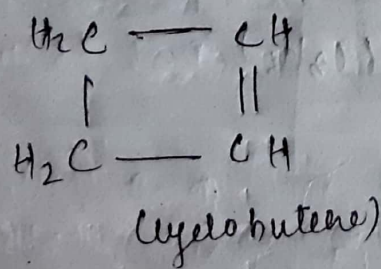 H₂C — CH
| ||
H₂C — CH
(cyclobutene)